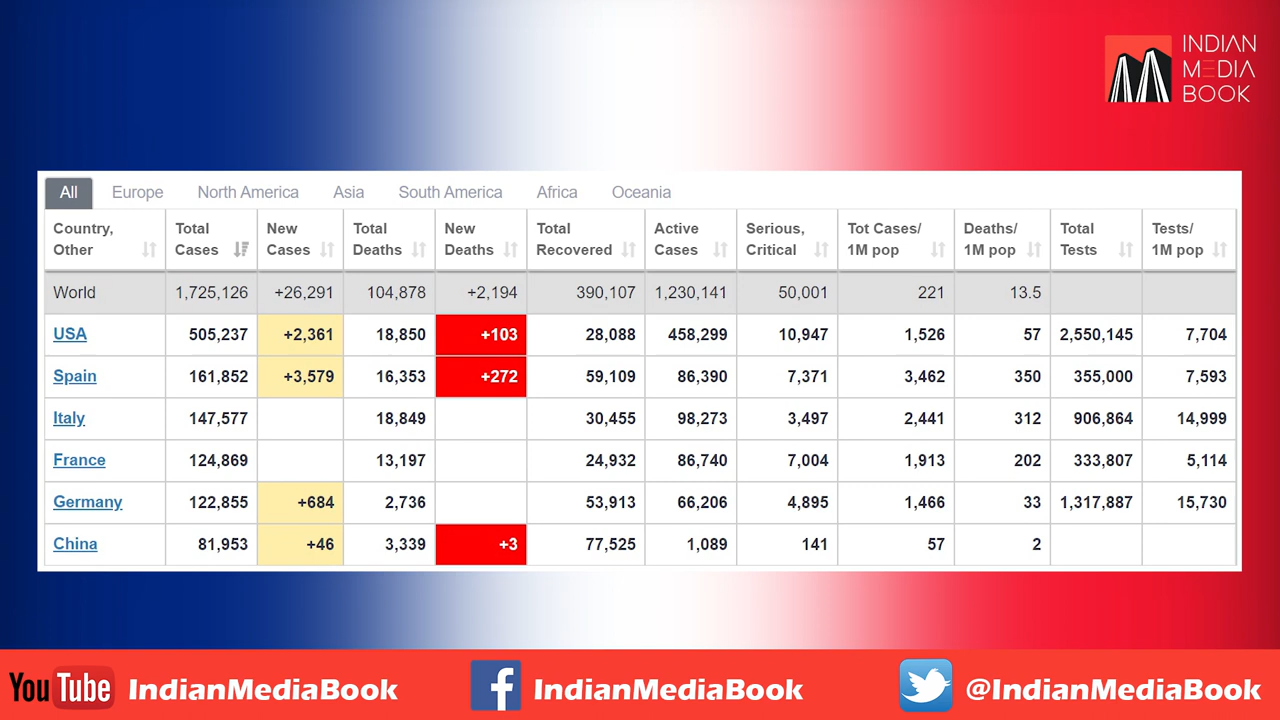 INDIAN
MEDIA
BOOK
All Europe North America Asia South America Africa Oceania
Country, Other Total Cases New Cases Total Deaths New Deaths Total Recovered Active Cases Serious, Critical Tot Cases/ 1M pop Deaths/ 1M pop Total Tests Tests/ 1M pop
World 1,725,126 +26,291 104,878 +2,194 390,107 1,230,141 50,001 221 13.5
USA 505,237 +2,361 18,850 +103 28,088 458,299 10,947 1,526 57 2,550,145 7,704
Spain 161,852 +3,579 16,353 +272 59,109 86,390 7,371 3,462 350 355,000 7,593
Italy 147,577 18,849 30,455 98,273 3,497 2,441 312 906,864 14,999
France 124,869 13,197 24,932 86,740 7,004 1,913 202 333,807 5,114
Germany 122,855 +684 2,736 53,913 66,206 4,895 1,466 33 1,317,887 15,730
China 81,953 +46 3,339 +3 77,525 1,089 141 57 2
YouTube IndianMediaBook f IndianMediaBook @IndianMediaBook